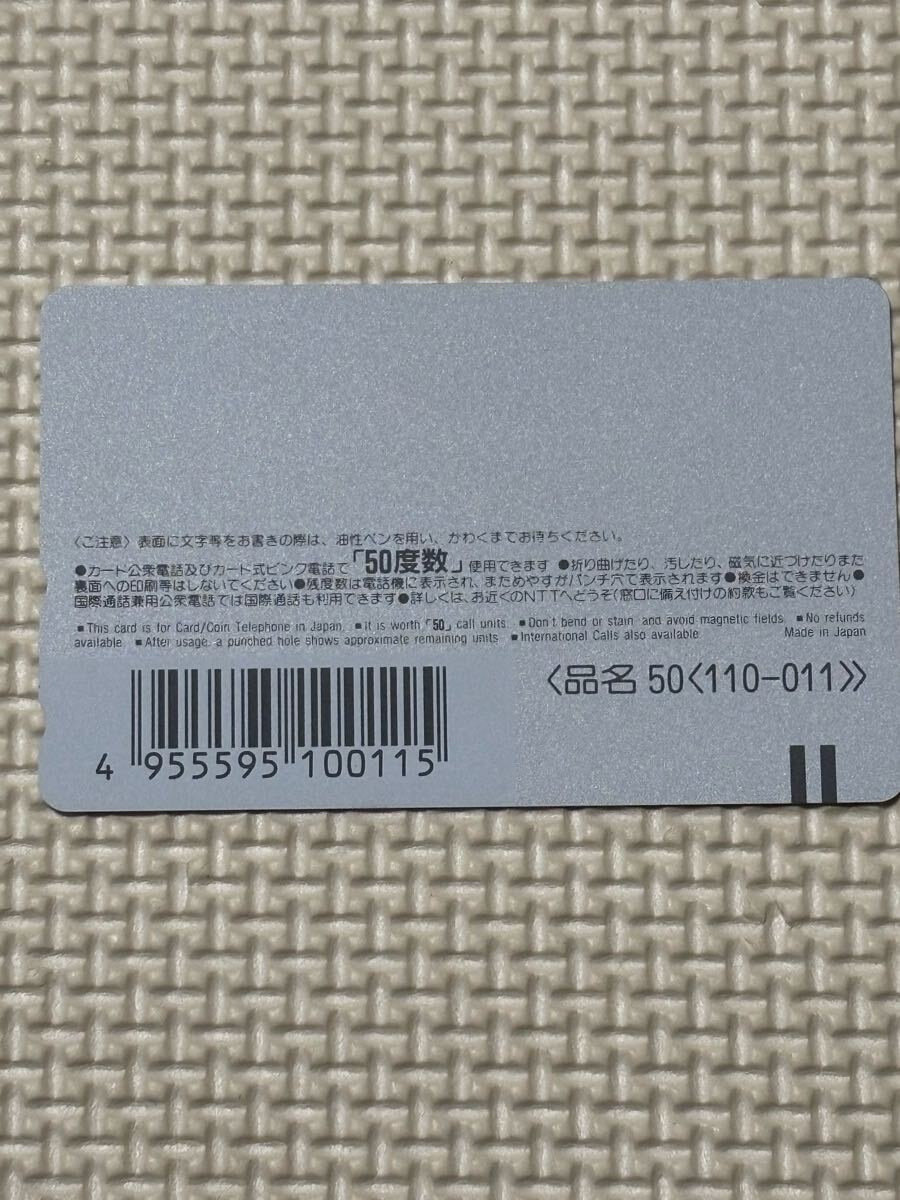 〈ご注意〉表面に文字等をお書きの際は、油性ペンを用い、かわくまでお待ちください。
●カード公衆電話及びカード式ピンク電話で「50度数」使用できます ●折り曲げたり、汚したり、磁気に近づけたりまた
裏面への印刷等はしないでください●残度数は電話機に表示され、まためやすがパンチ穴で表示されます●換金はできません●
国際通話兼用公衆電話では国際通話も利用できます●詳しくは、お近くのNTTへどうぞ(窓口に備え付けの約款もご覧ください)
■This card is for Card/Coin Telephone in Japan. ■It is worth「50」call units. ■Don't bend or stain and avoid magnetic fields. ■No refunds
available. ■After usage, a punched hole shows approximate remaining units. ■International Calls also available Made in Japan
〈品名 50〈110-011〉〉
4 955595 100115